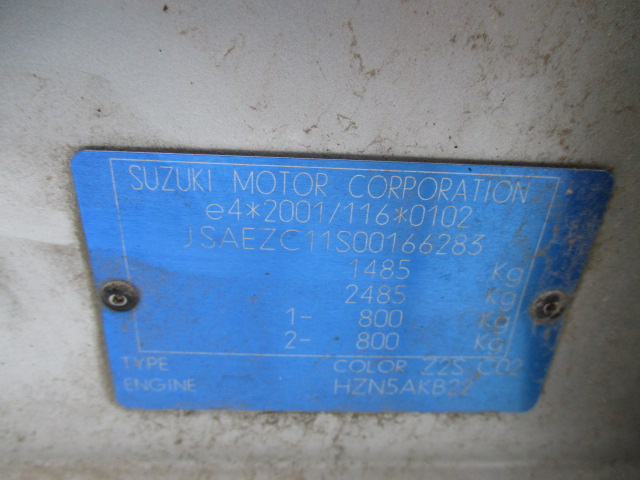 SUZUKI MOTOR CORPORATION
e4*2001/116*0102
JSAEZC11S00166283
1485 Kg
2485 Kg
1- 800 Kg
2- 800 Kg
TYPE COLOR Z2S C02
ENGINE HZN5AKB22